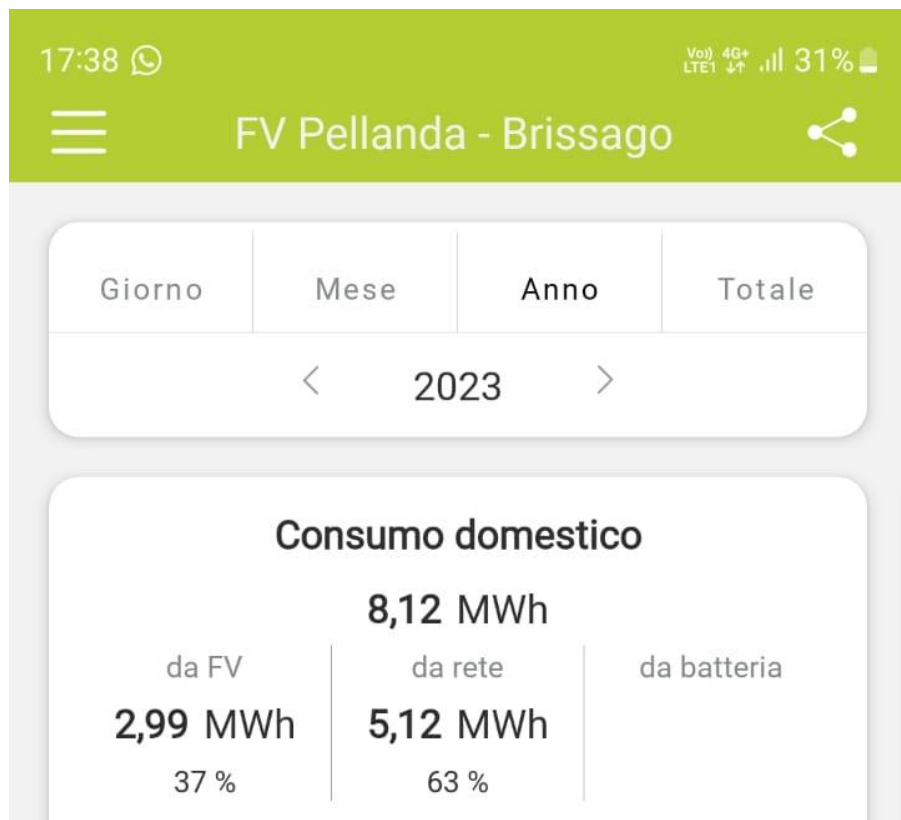 17:38 Vo)) 4G+ 31%
LTE1
FV Pellanda - Brissago
Giorno Mese Anno Totale
2023
Consumo domestico
8,12 MWh
da FV da rete da batteria
2,99 MWh 5,12 MWh
37 % 63 %